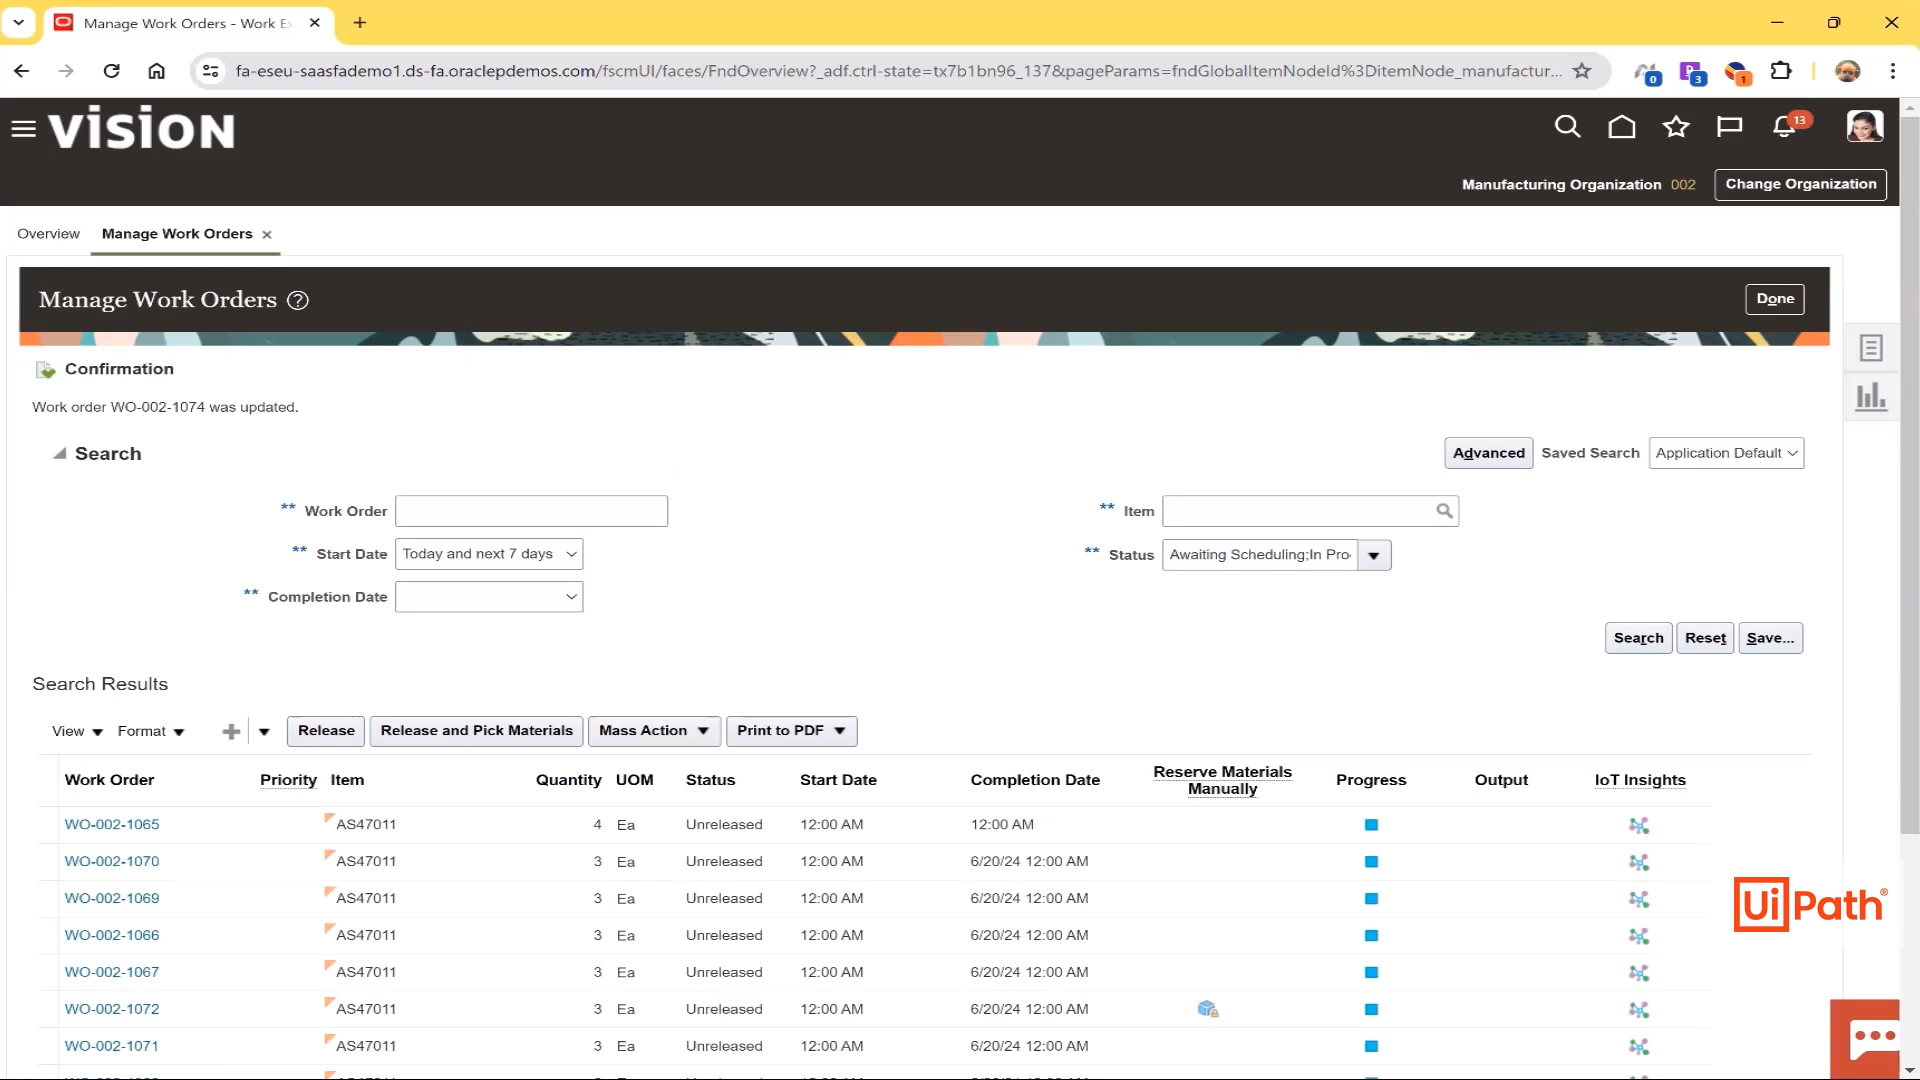 Manage Work Orders - Work Ex
fa-eseu-saasfademo1.ds-fa.oraclepdemos.com/fscmUI/faces/FndOverview?_adf.ctrl-state=tx7b1bn96_137&pageParams=fndGlobalItemNodeId%3DitemNode_manufactur...
0
3
1
VISION
13
Manufacturing Organization 002 Change Organization
Overview Manage Work Orders
Manage Work Orders ? Done
Confirmation
Work order WO-002-1074 was updated.
Search Advanced Saved Search Application Default
** Work Order ** Item
** Start Date Today and next 7 days ** Status Awaiting Scheduling;In Pro
** Completion Date
Search Reset Save...
Search Results
View Format Release Release and Pick Materials Mass Action Print to PDF
Work Order Priority Item Quantity UOM Status Start Date Completion Date Reserve Materials Manually Progress Output IoT Insights
WO-002-1065 AS47011 4 Ea Unreleased 12:00 AM 12:00 AM
WO-002-1070 AS47011 3 Ea Unreleased 12:00 AM 6/20/24 12:00 AM
WO-002-1069 AS47011 3 Ea Unreleased 12:00 AM 6/20/24 12:00 AM
WO-002-1066 AS47011 3 Ea Unreleased 12:00 AM 6/20/24 12:00 AM
WO-002-1067 AS47011 3 Ea Unreleased 12:00 AM 6/20/24 12:00 AM
WO-002-1072 AS47011 3 Ea Unreleased 12:00 AM 6/20/24 12:00 AM
WO-002-1071 AS47011 3 Ea Unreleased 12:00 AM 6/20/24 12:00 AM
UiPath®